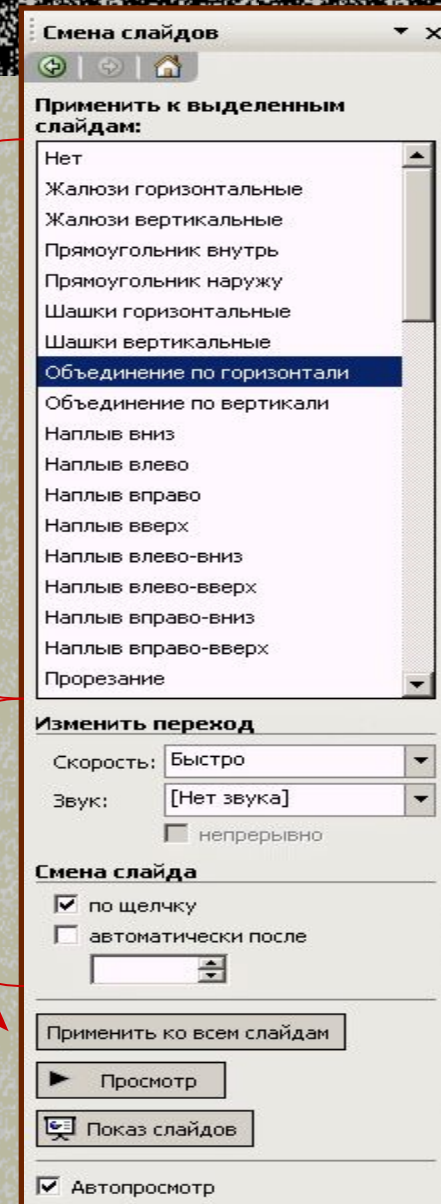 Смена слайдов
Применить к выделенным
слайдам:
Нет
Жалюзи горизонтальные
Жалюзи вертикальные
Прямоугольник внутрь
Прямоугольник наружу
Шашки горизонтальные
Шашки вертикальные
Объединение по горизонтали
Объединение по вертикали
Наплыв вниз
Наплыв влево
Наплыв вправо
Наплыв вверх
Наплыв влево-вниз
Наплыв влево-вверх
Наплыв вправо-вниз
Наплыв вправо-вверх
Прорезание
Изменить переход
Скорость: Быстро
Звук: [Нет звука]
непрерывно
Смена слайда
по щелчку
автоматически после
Применить ко всем слайдам
Просмотр
Показ слайдов
Автопросмотр